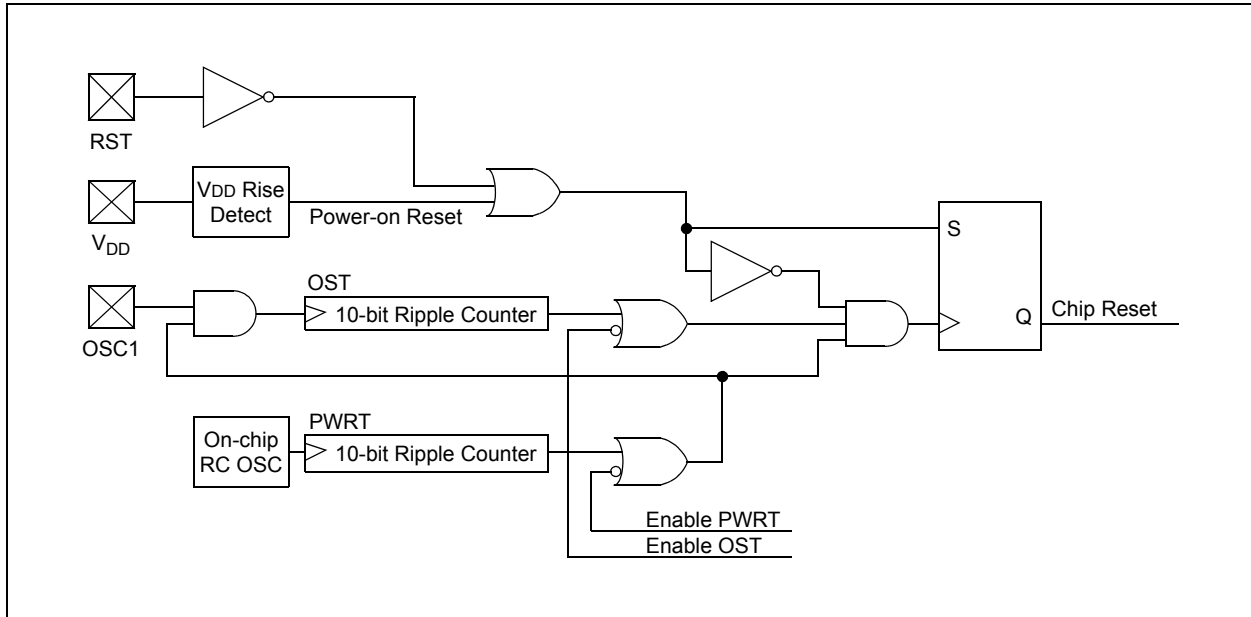 RST
VDD Rise
Detect
Power-on Reset
VDD
S
OST
10-bit Ripple Counter
Q
Chip Reset
OSC1
PWRT
On-chip
RC OSC
10-bit Ripple Counter
Enable PWRT
Enable OST